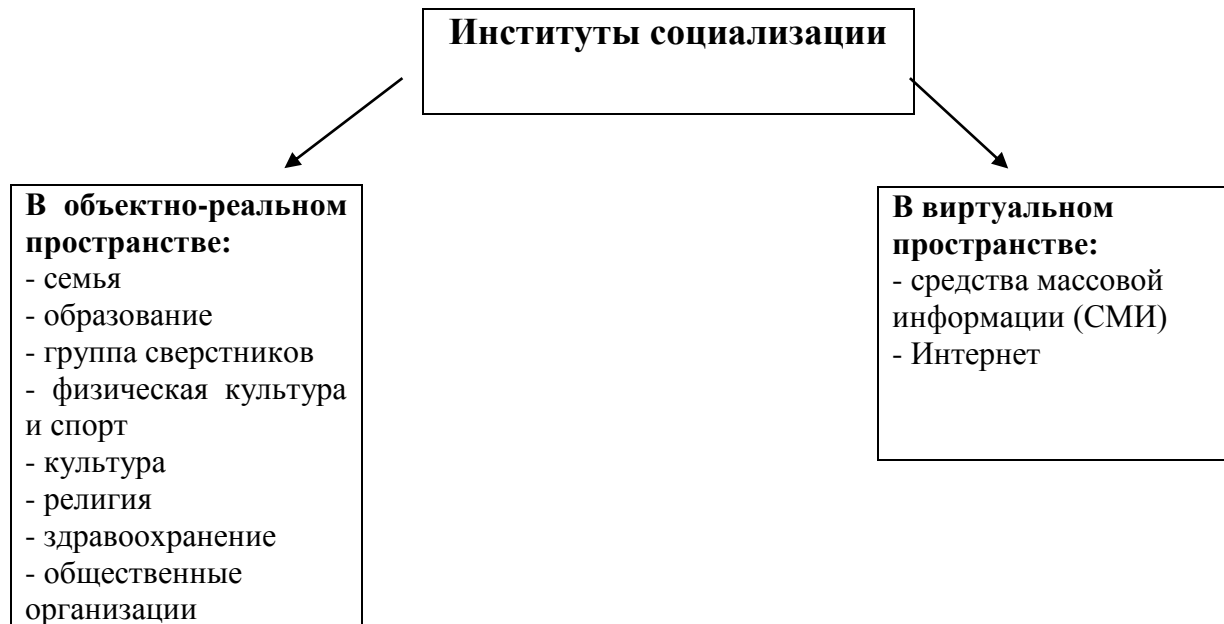 Институты социализации
В объектно-реальном
пространстве:
- семья
- образование
- группа сверстников
- физическая культура
и спорт
- культура
- религия
- здравоохранение
- общественные
организации
В виртуальном
пространстве:
- средства массовой
информации (СМИ)
- Интернет